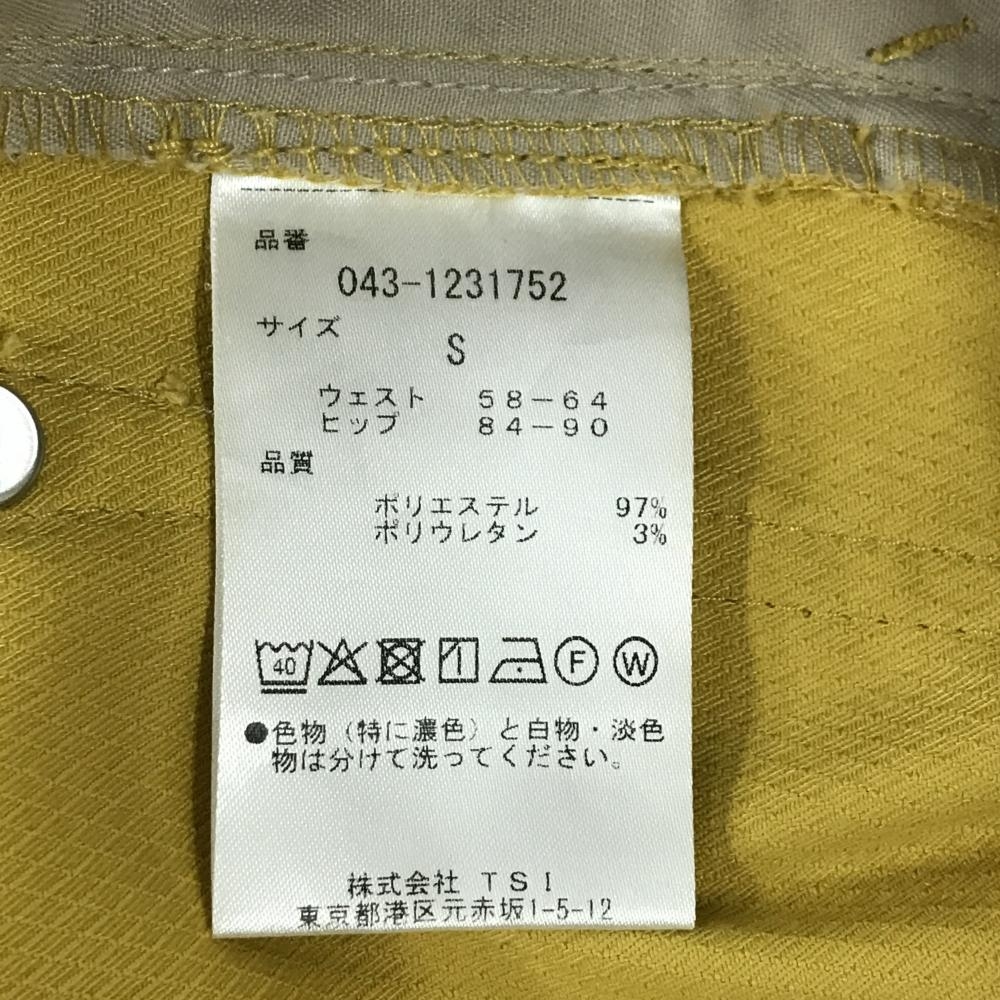 品番
043-1231752
サイズ
S
ウェスト 58-64
ヒップ 84-90
品質
ポリエステル 97%
ポリウレタン 3%
40 F W
●色物（特に濃色）と白物・淡色
物は分けて洗ってください。
株式会社 TSI
東京都港区元赤坂1-5-12